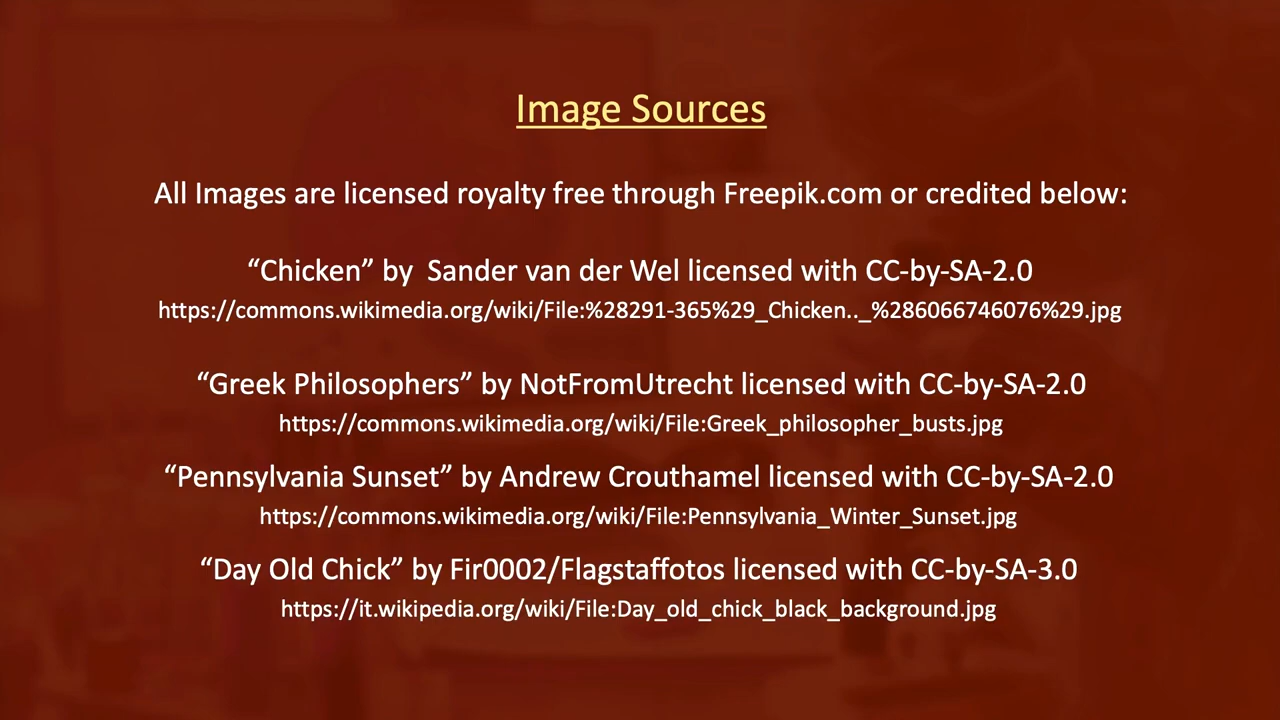 Image Sources
All Images are licensed royalty free through Freepik.com or credited below:
“Chicken” by  Sander van der Wel licensed with CC-by-SA-2.0
https://commons.wikimedia.org/wiki/File:%28291-365%29_Chicken.._%286066746076%29.jpg
“Greek Philosophers” by NotFromUtrecht licensed with CC-by-SA-2.0
https://commons.wikimedia.org/wiki/File:Greek_philosopher_busts.jpg
“Pennsylvania Sunset” by Andrew Crouthamel licensed with CC-by-SA-2.0
https://commons.wikimedia.org/wiki/File:Pennsylvania_Winter_Sunset.jpg
“Day Old Chick” by Fir0002/Flagstaffotos licensed with CC-by-SA-3.0
https://it.wikipedia.org/wiki/File:Day_old_chick_black_background.jpg